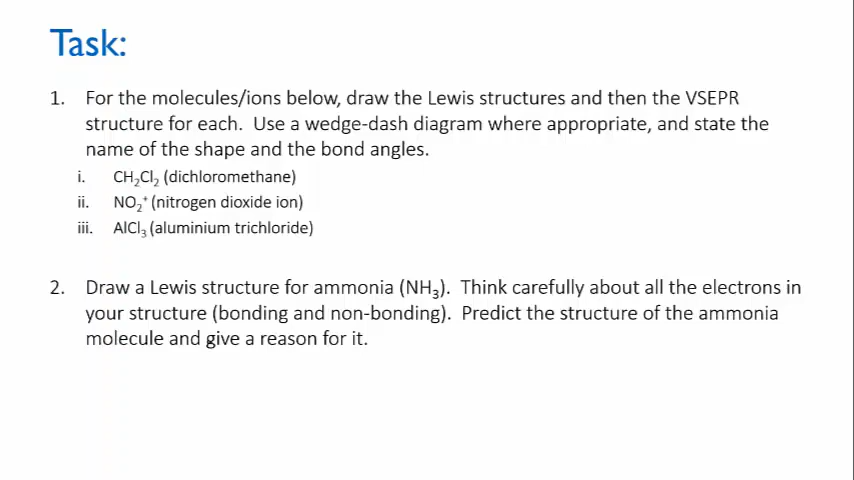 Task:
1. For the molecules/ions below, draw the Lewis structures and then the VSEPR
structure for each. Use a wedge-dash diagram where appropriate, and state the
name of the shape and the bond angles.
i. CH₂Cl₂ (dichloromethane)
ii. NO₂⁺ (nitrogen dioxide ion)
iii. AlCl₃ (aluminium trichloride)
2. Draw a Lewis structure for ammonia (NH₃). Think carefully about all the electrons in
your structure (bonding and non-bonding). Predict the structure of the ammonia
molecule and give a reason for it.